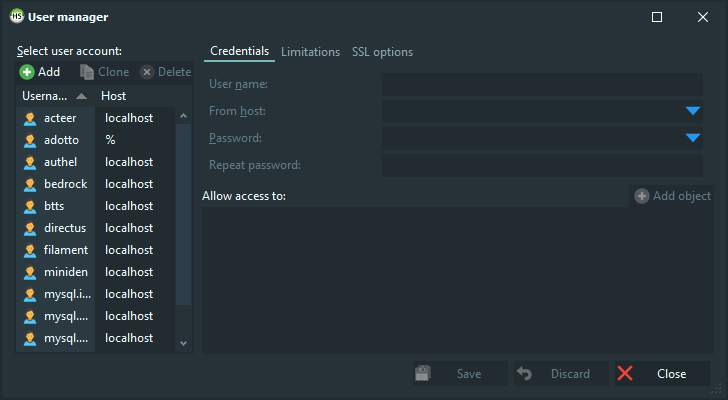 HS User manager
Select user account:
Add Clone Delete
Userna... Host
acteer localhost
adotto %
authel localhost
bedrock localhost
btts localhost
directus localhost
filament localhost
miniden localhost
mysql.i... localhost
mysql.... localhost
mysql.... localhost
Credentials Limitations SSL options
User name:
From host:
Password:
Repeat password:
Allow access to: Add object
Save Discard Close